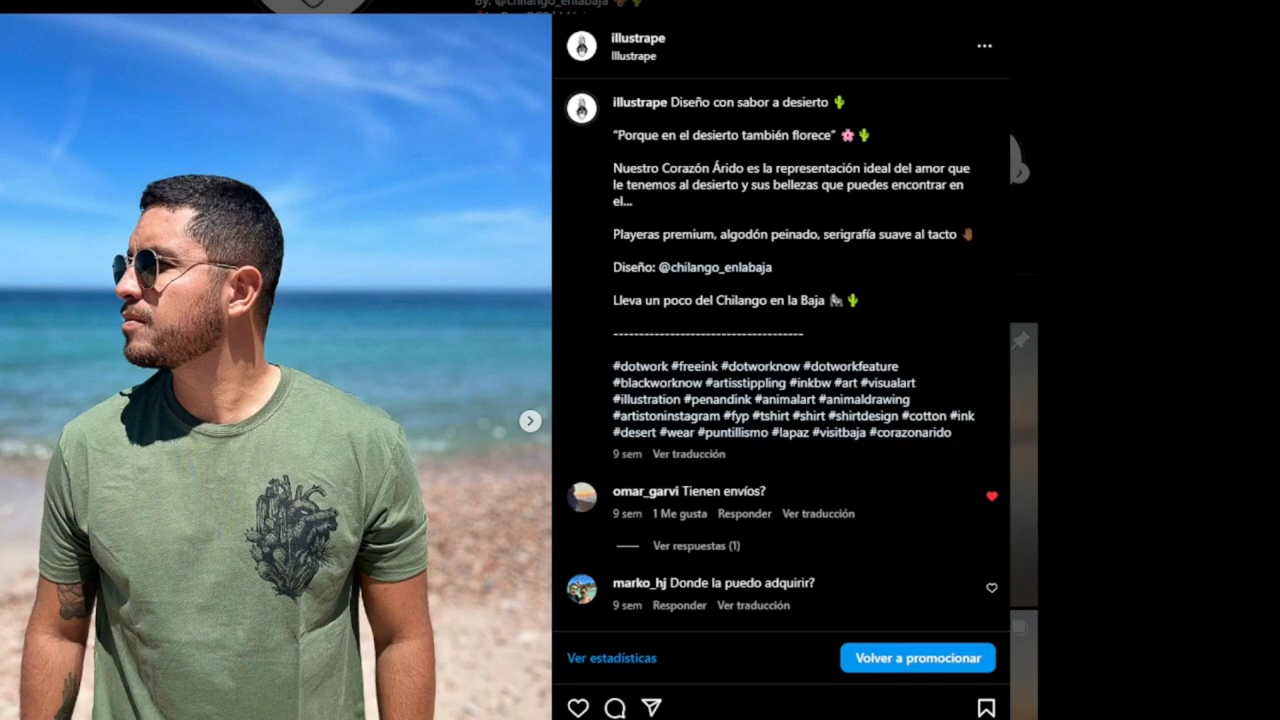 By: @chilango_enlabaja
illustrape
Illustrape
illustrape Diseño con sabor a desierto
"Porque en el desierto también florece"
Nuestro Corazón Árido es la representación ideal del amor que
le tenemos al desierto y sus bellezas que puedes encontrar en
el...
Playeras premium, algodón peinado, serigrafía suave al tacto
Diseño: @chilango_enlabaja
Lleva un poco del Chilango en la Baja
-------------------------------------
#dotwork #freeink #dotworknow #dotworkfeature
#blackworknow #artisstippling #inkbw #art #visualart
#illustration #penandink #animalart #animaldrawing
#artistoninstagram #fyp #tshirt #shirt #shirtdesign #cotton #ink
#desert #wear #puntillismo #lapaz #visitbaja #corazonarido
9 sem Ver traducción
omar_garvi Tienen envíos?
9 sem 1 Me gusta Responder Ver traducción
Ver respuestas (1)
marko_hj Donde la puedo adquirir?
9 sem Responder Ver traducción
Ver estadísticas
Volver a promocionar